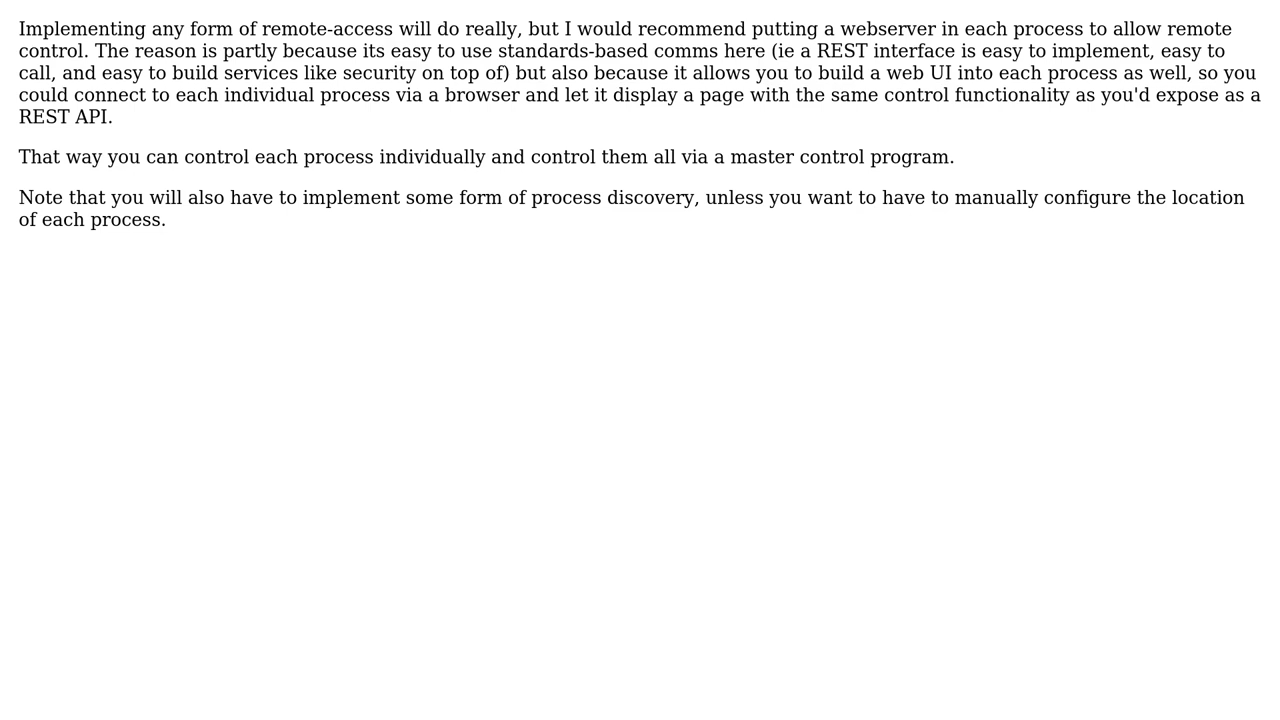 Implementing any form of remote-access will do really, but I would recommend putting a webserver in each process to allow remote
control. The reason is partly because its easy to use standards-based comms here (ie a REST interface is easy to implement, easy to
call, and easy to build services like security on top of) but also because it allows you to build a web UI into each process as well, so you
could connect to each individual process via a browser and let it display a page with the same control functionality as you'd expose as a
REST API.
That way you can control each process individually and control them all via a master control program.
Note that you will also have to implement some form of process discovery, unless you want to have to manually configure the location
of each process.